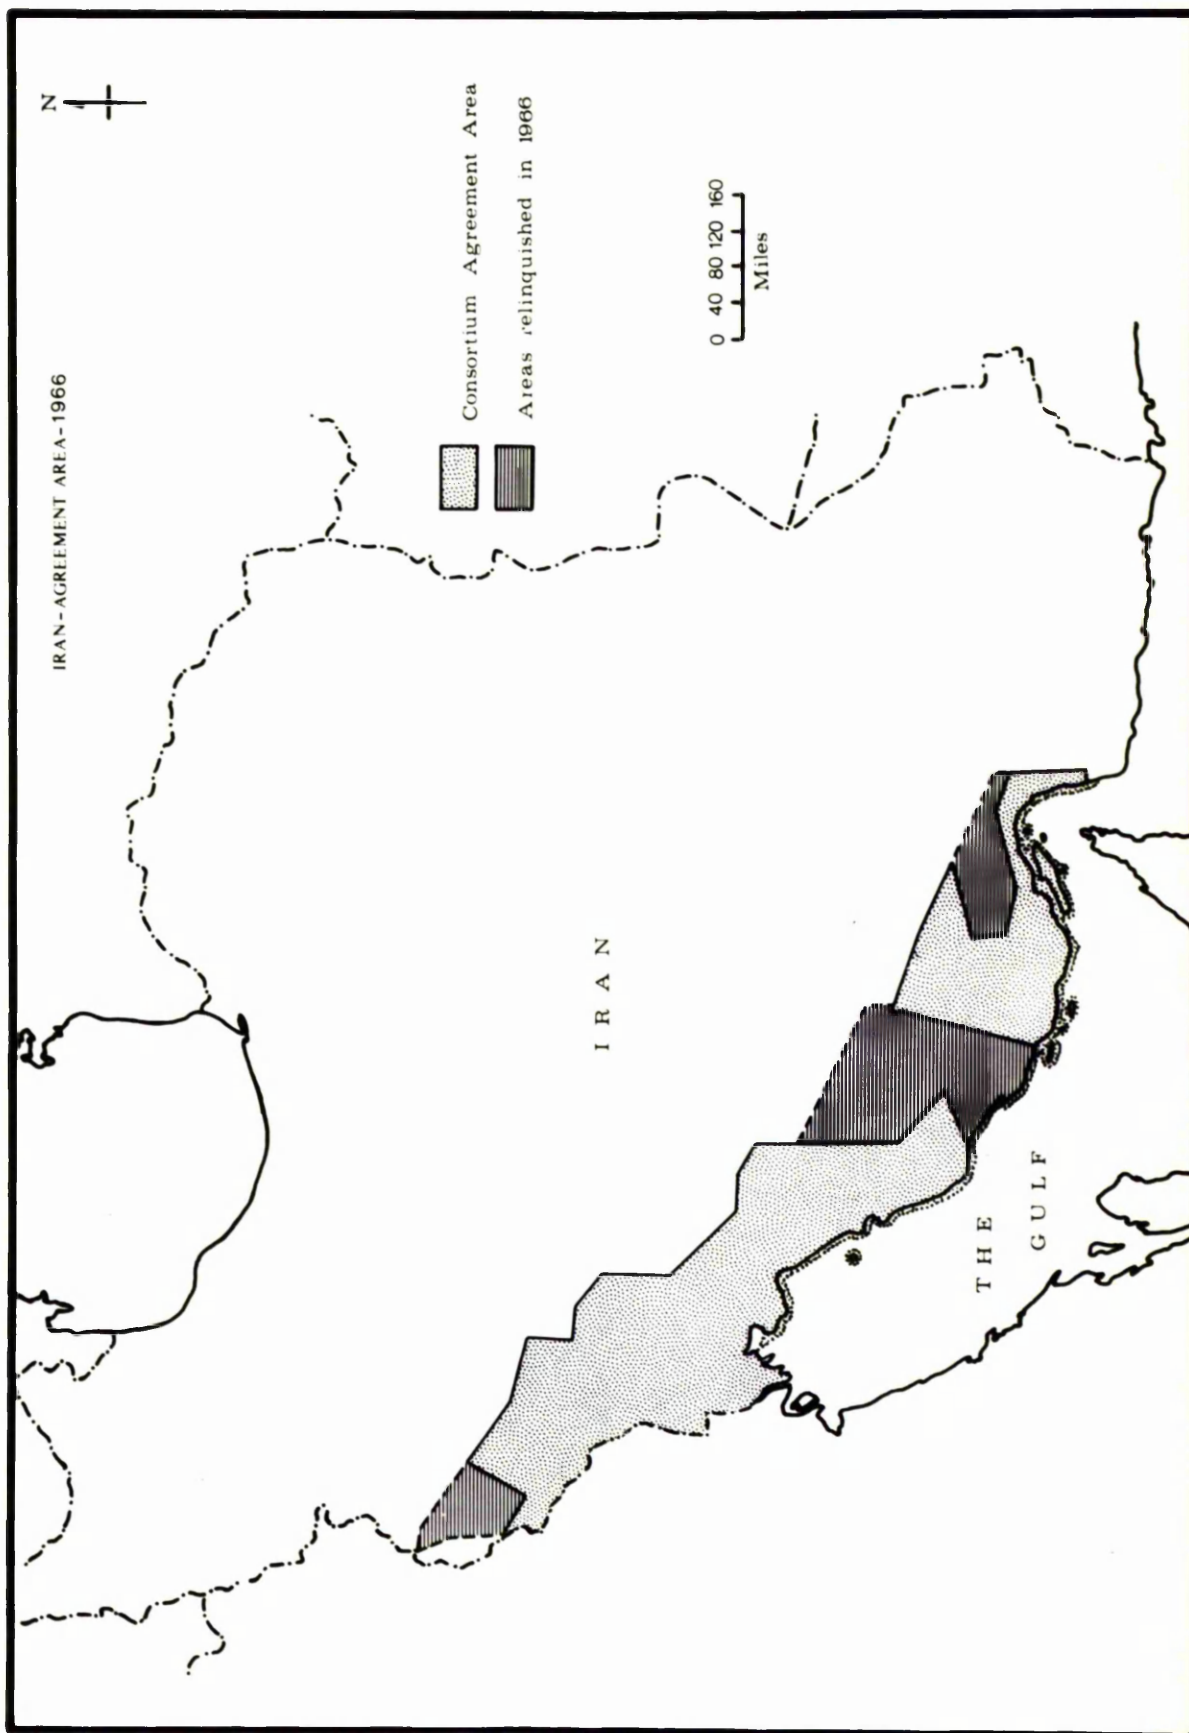 IRAN-AGREEMENT AREA-1966
N
Consortium Agreement Area
Areas relinquished in 1966
0 40 80 120 160
Miles
IRAN
THE
GULF